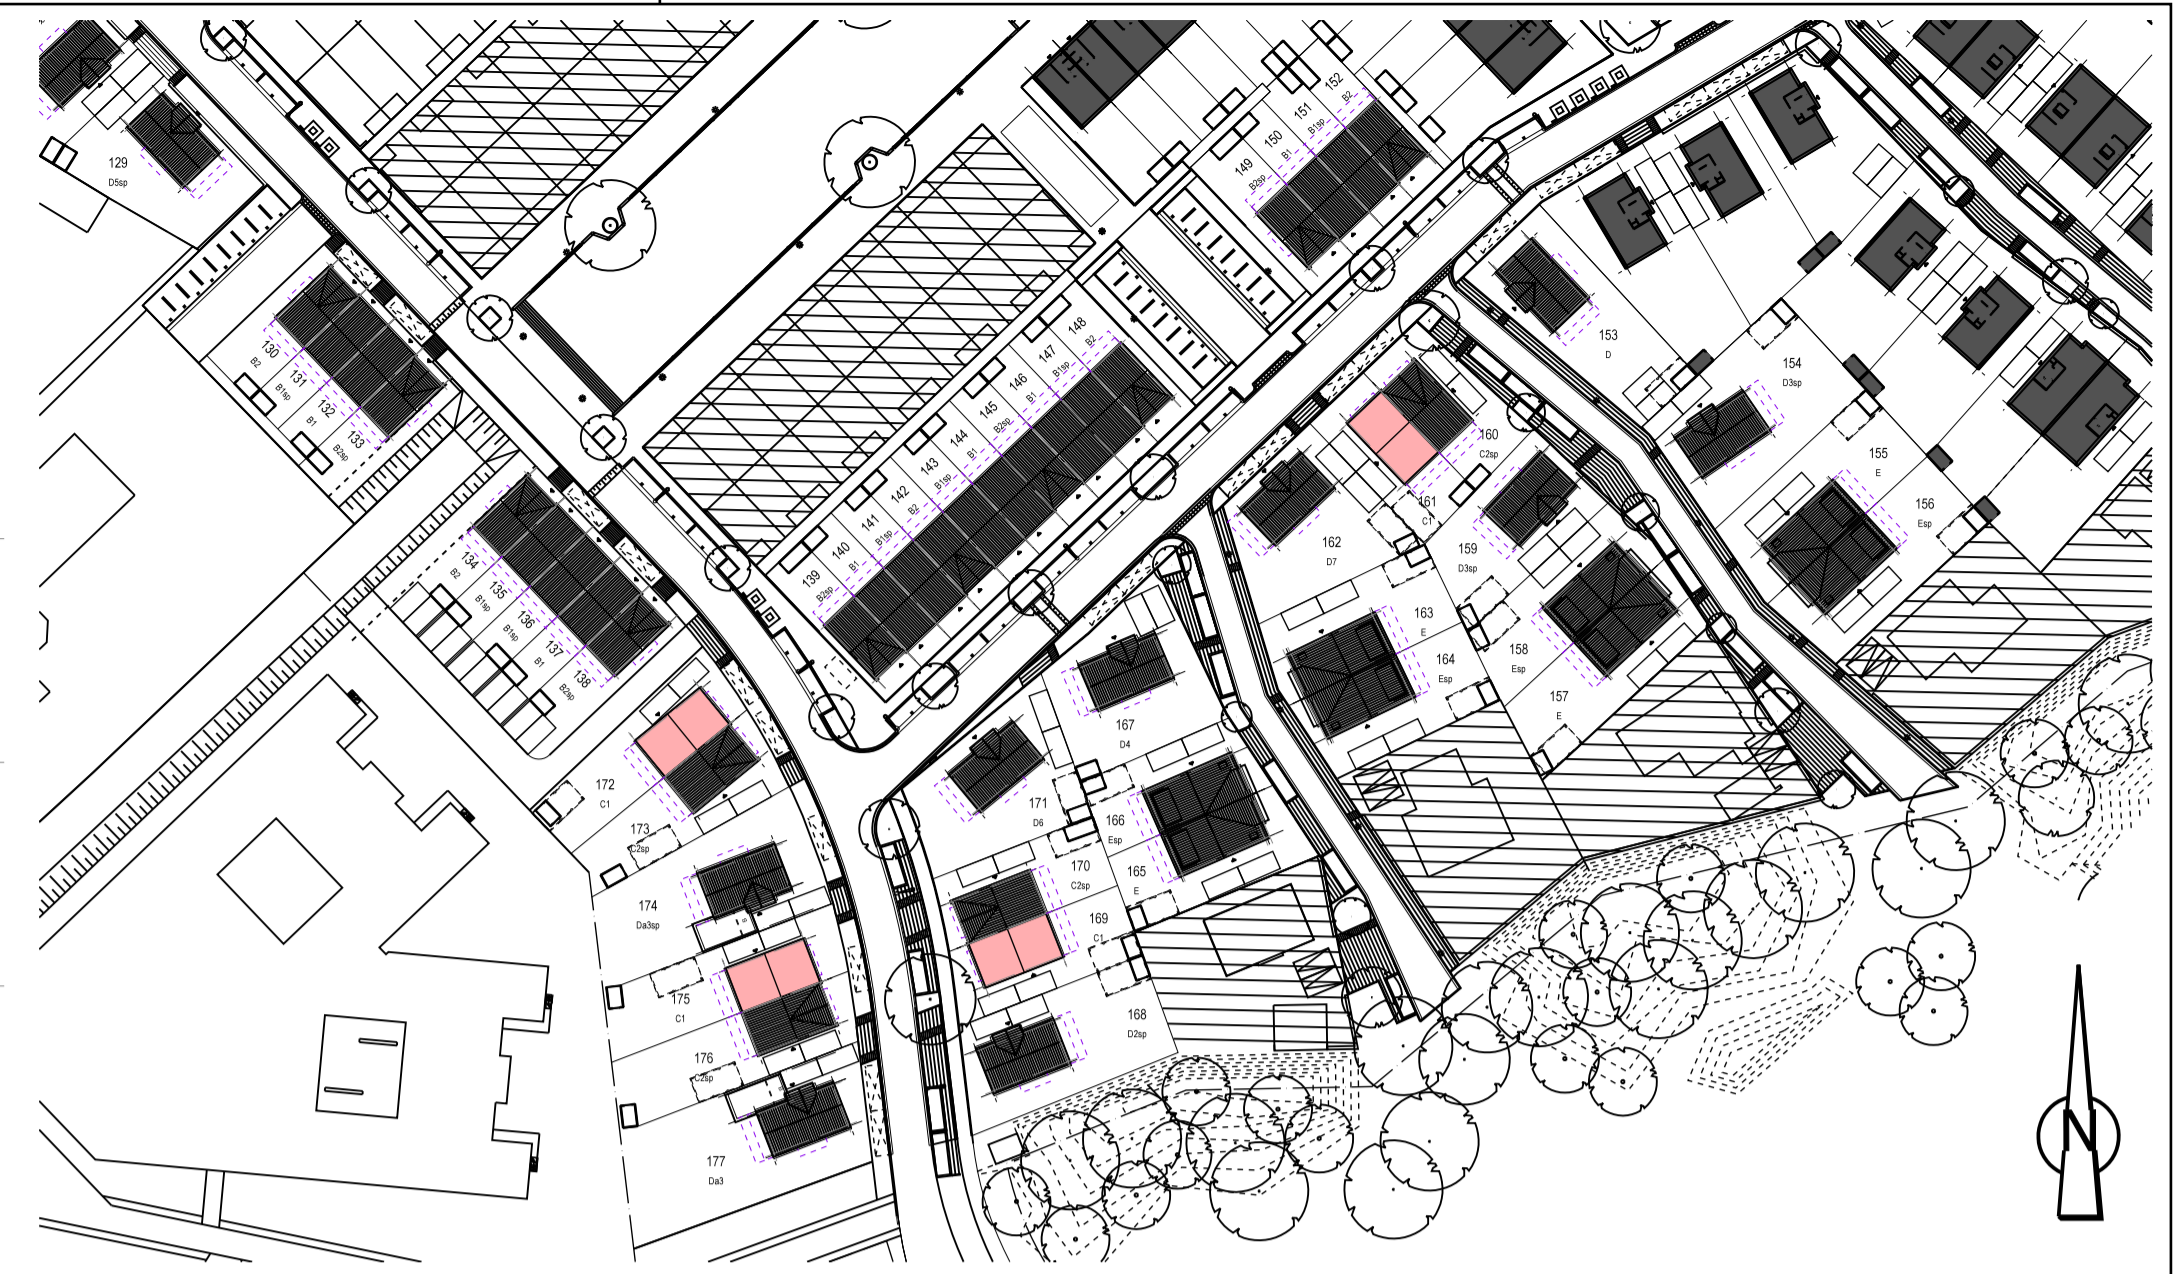 129
D5sp
130
B2
131
B1sp
132
B1
133
B2sp
134
B2
135
B1sp
136
B1sp
137
B1
138
B2sp
139
B2sp
140
B1
141
B1sp
142
B2
143
B1sp
144
B1
145
B2sp
146
B1
147
B1sp
148
B2
149
B2sp
150
B1
151
B1sp
152
B2
153
D
154
D3sp
155
E
156
Esp
157
E
158
Esp
159
D3sp
160
C2sp
161
C1
162
D7
163
E
164
Esp
165
E
166
Esp
167
D4
168
D2sp
169
C1
170
C2sp
171
D6
172
C1
173
C2sp
174
Da3sp
175
C1
176
C2sp
177
Da3
N